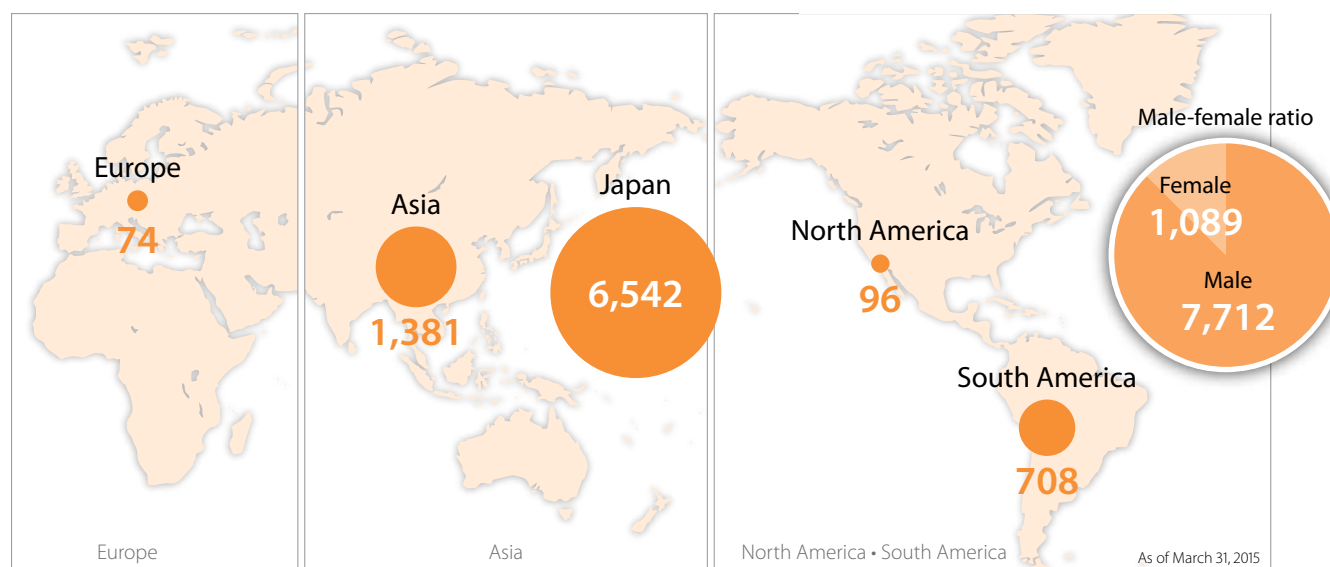 Europe
74
Asia
1,381
Japan
6,542
North America
96
South America
708
Male-female ratio
Female
1,089
Male
7,712
Europe
Asia
North America • South America
As of March 31, 2015